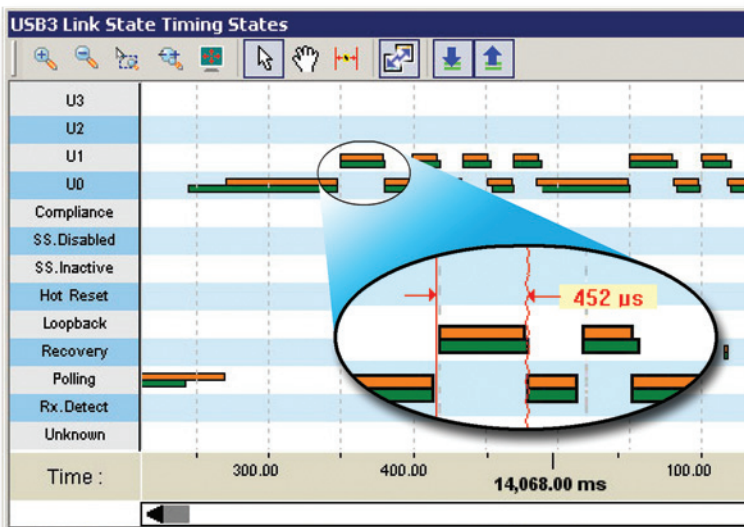 USB3 Link State Timing States
U3
U2
U1
U0
Compliance
SS.Disabled
SS.Inactive
Hot Reset
Loopback
Recovery
Polling
Rx.Detect
Unknown
452 µs
Time :
300.00
400.00
14,068.00 ms
100.00